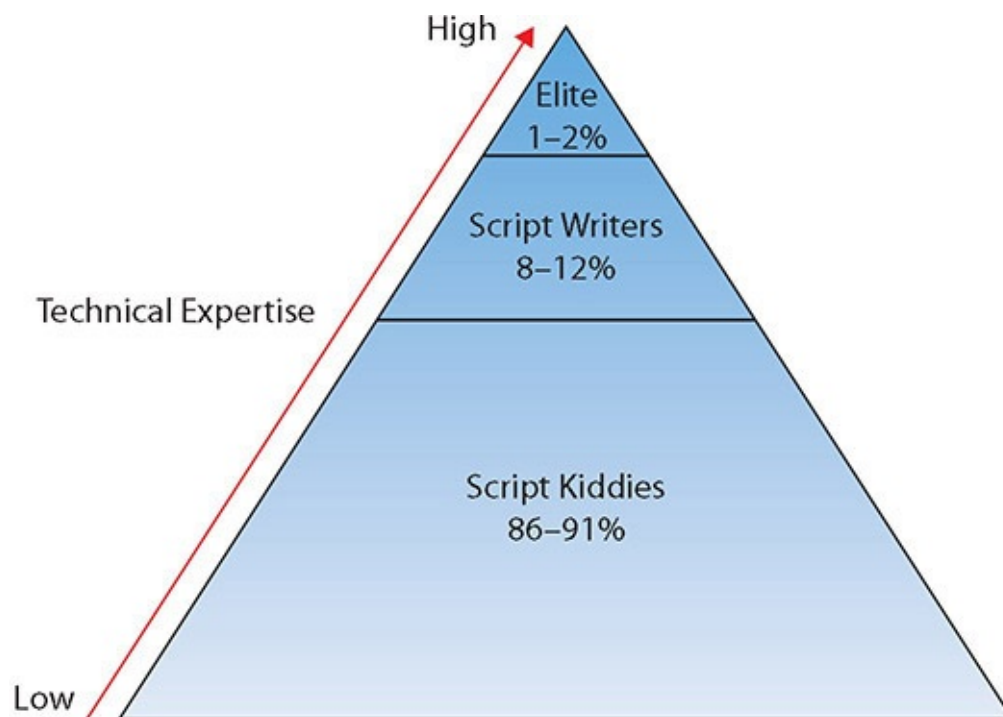 High
Elite
1–2%
Script Writers
8–12%
Technical Expertise
Script Kiddies
86–91%
Low